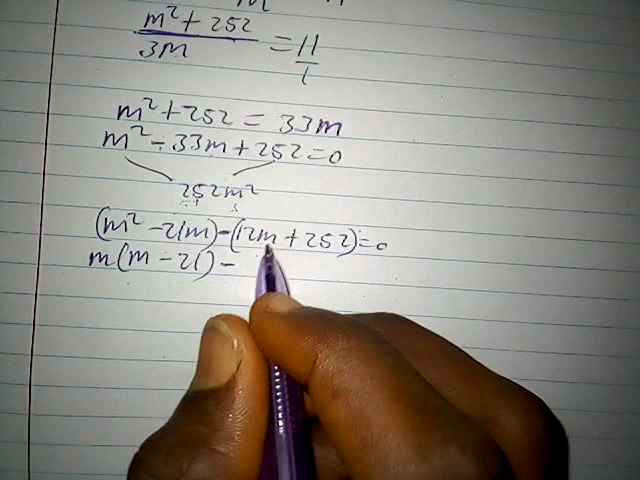 m² + 252 / 3m = 11 / 1
m² + 252 = 33m
m² - 33m + 252 = 0
252m²
(m² - 21m) - (12m + 252) = 0
m(m - 21) -